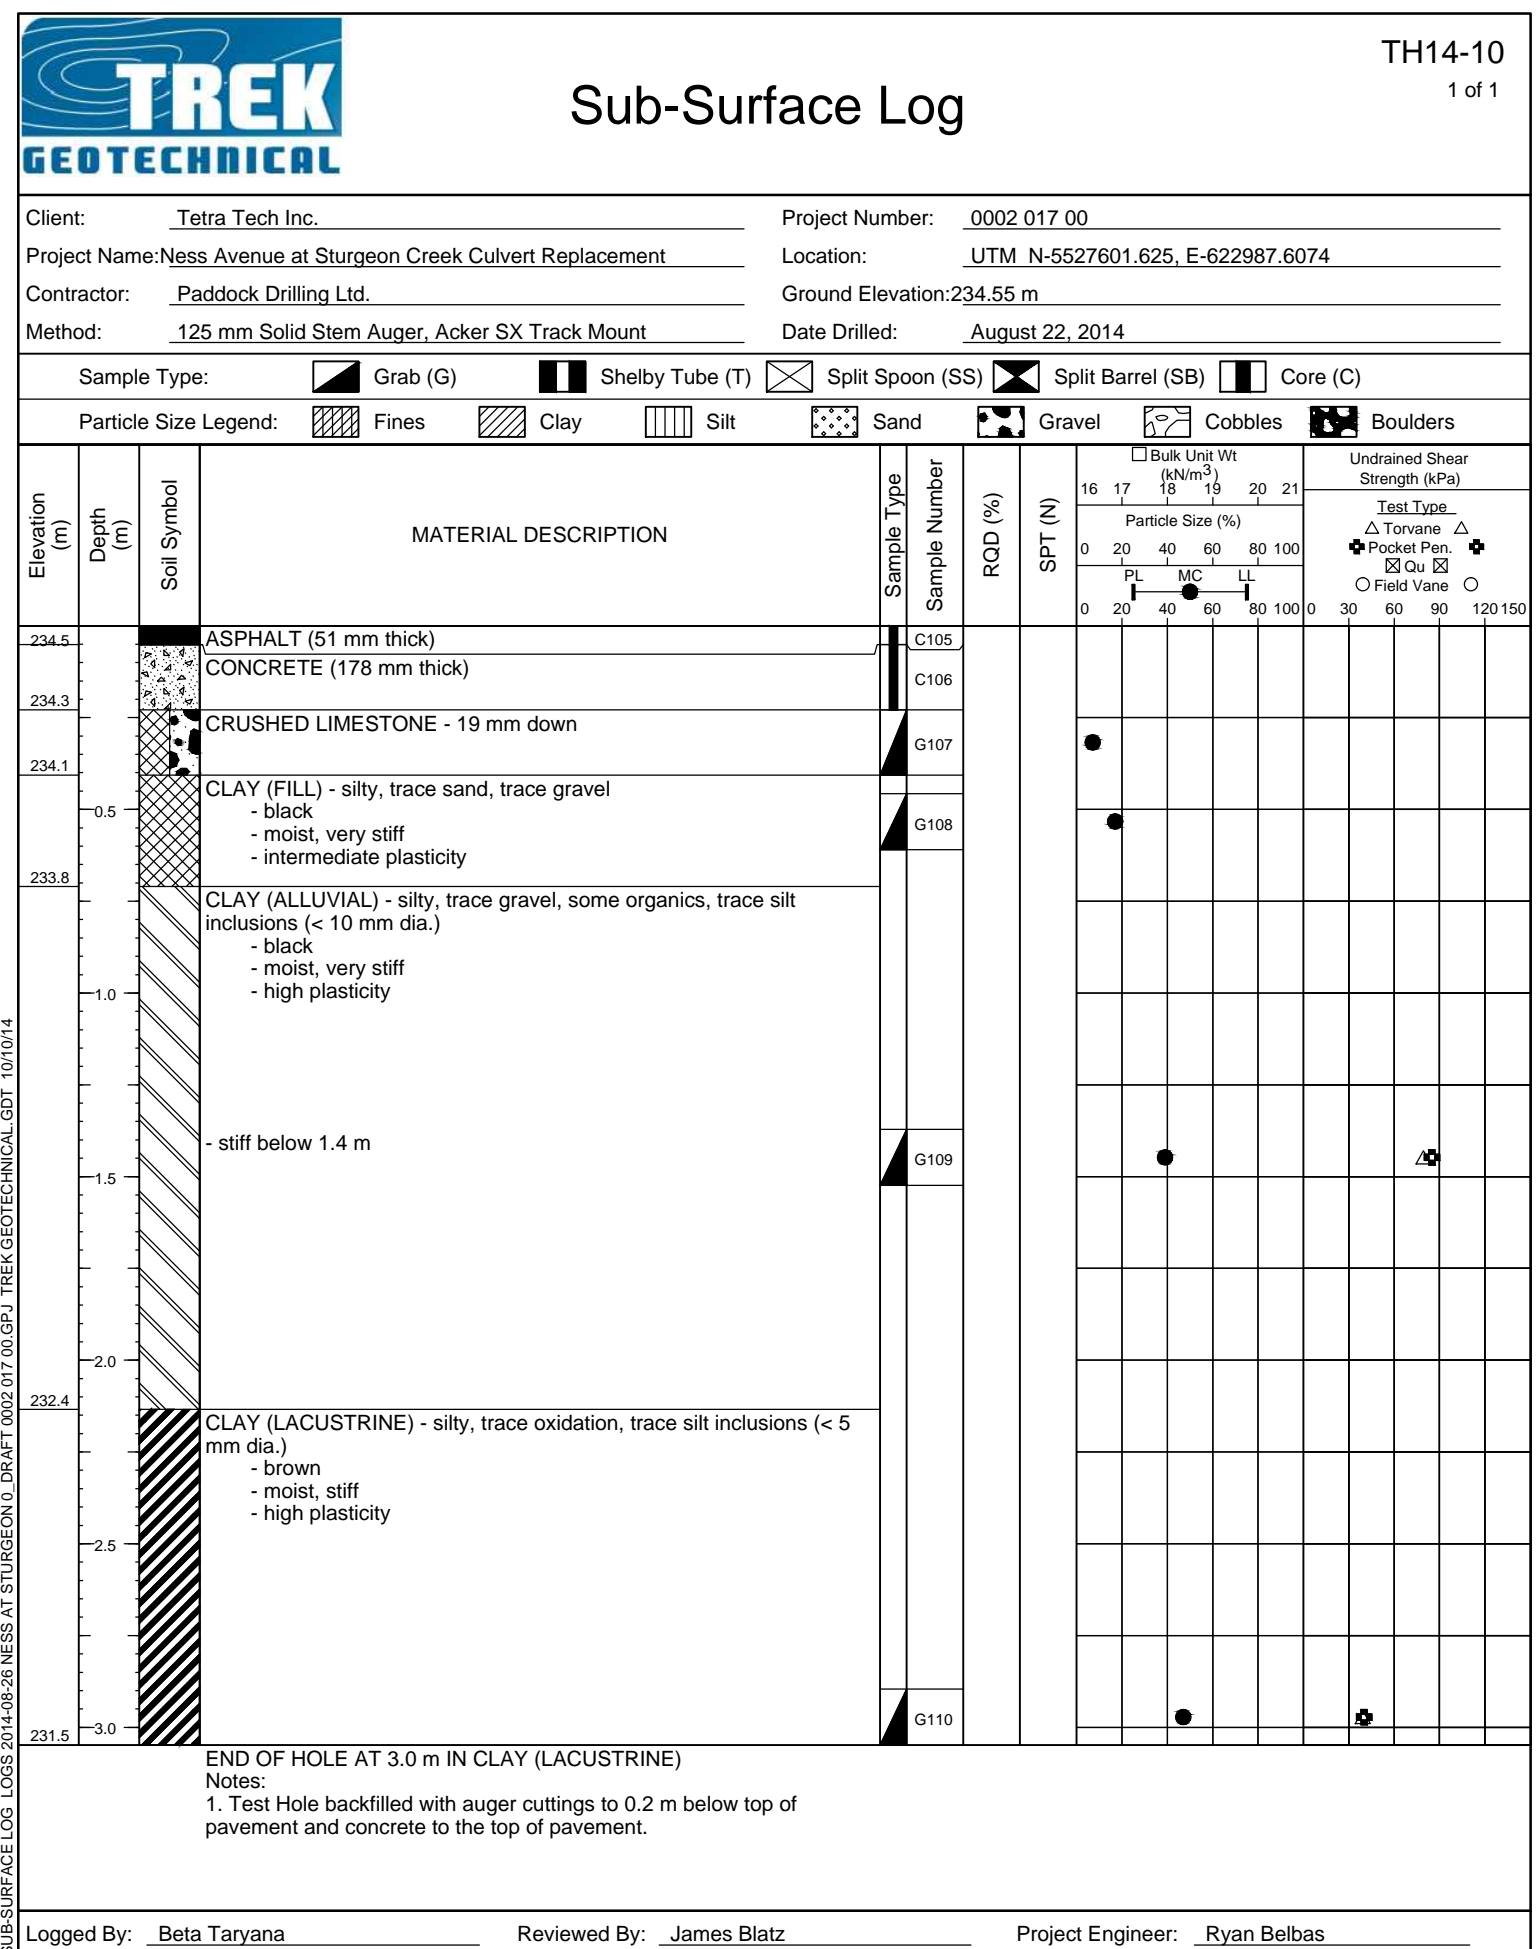 TREK
GEOTECHNICAL
Sub-Surface Log
TH14-10
1 of 1
Client: Tetra Tech Inc. Project Number: 0002 017 00
Project Name: Ness Avenue at Sturgeon Creek Culvert Replacement Location: UTM N-5527601.625, E-622987.6074
Contractor: Paddock Drilling Ltd. Ground Elevation: 234.55 m
Method: 125 mm Solid Stem Auger, Acker SX Track Mount Date Drilled: August 22, 2014
Sample Type: Grab (G) Shelby Tube (T) Split Spoon (SS) Split Barrel (SB) Core (C)
Particle Size Legend: Fines Clay Silt Sand Gravel Cobbles Boulders
Elevation (m)
Depth (m)
Soil Symbol
MATERIAL DESCRIPTION
Sample Type
Sample Number
RQD (%)
SPT (N)
Bulk Unit Wt
(kN/m3)
16 17 18 19 20 21
Particle Size (%)
0 20 40 60 80 100
PL MC LL
0 20 40 60 80 100
Undrained Shear
Strength (kPa)
Test Type
△ Torvane △
Pocket Pen.
☒ Qu ☒
○ Field Vane ○
0 30 60 90 120 150
234.5
ASPHALT (51 mm thick)
C105
CONCRETE (178 mm thick)
C106
234.3
CRUSHED LIMESTONE - 19 mm down
G107
234.1
CLAY (FILL) - silty, trace sand, trace gravel
- black
- moist, very stiff
- intermediate plasticity
0.5
G108
233.8
CLAY (ALLUVIAL) - silty, trace gravel, some organics, trace silt
inclusions (< 10 mm dia.)
- black
- moist, very stiff
- high plasticity
1.0
- stiff below 1.4 m
G109
1.5
2.0
232.4
CLAY (LACUSTRINE) - silty, trace oxidation, trace silt inclusions (< 5
mm dia.)
- brown
- moist, stiff
- high plasticity
2.5
G110
3.0
231.5
END OF HOLE AT 3.0 m IN CLAY (LACUSTRINE)
Notes:
1. Test Hole backfilled with auger cuttings to 0.2 m below top of
pavement and concrete to the top of pavement.
SUB-SURFACE LOG LOGS 2014-08-26 NESS AT STURGEON 0_DRAFT 0002 017 00.GPJ TREK GEOTECHNICAL.GDT 10/10/14
Logged By: Beta Taryana Reviewed By: James Blatz Project Engineer: Ryan Belbas